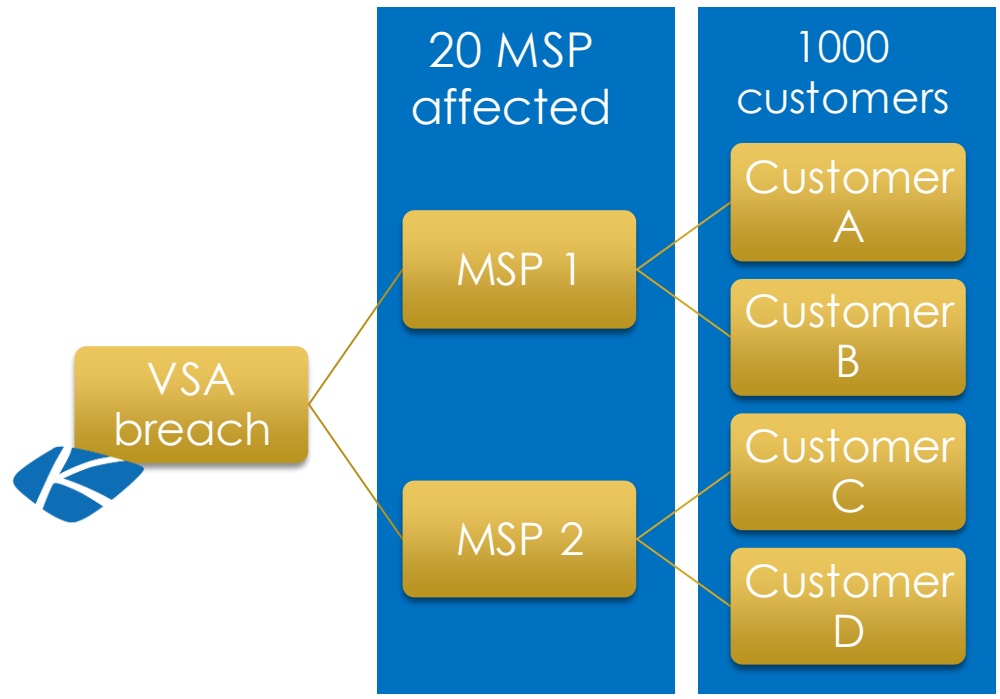 20 MSP
affected
1000
customers
VSA
breach
MSP 1
MSP 2
Customer
A
Customer
B
Customer
C
Customer
D